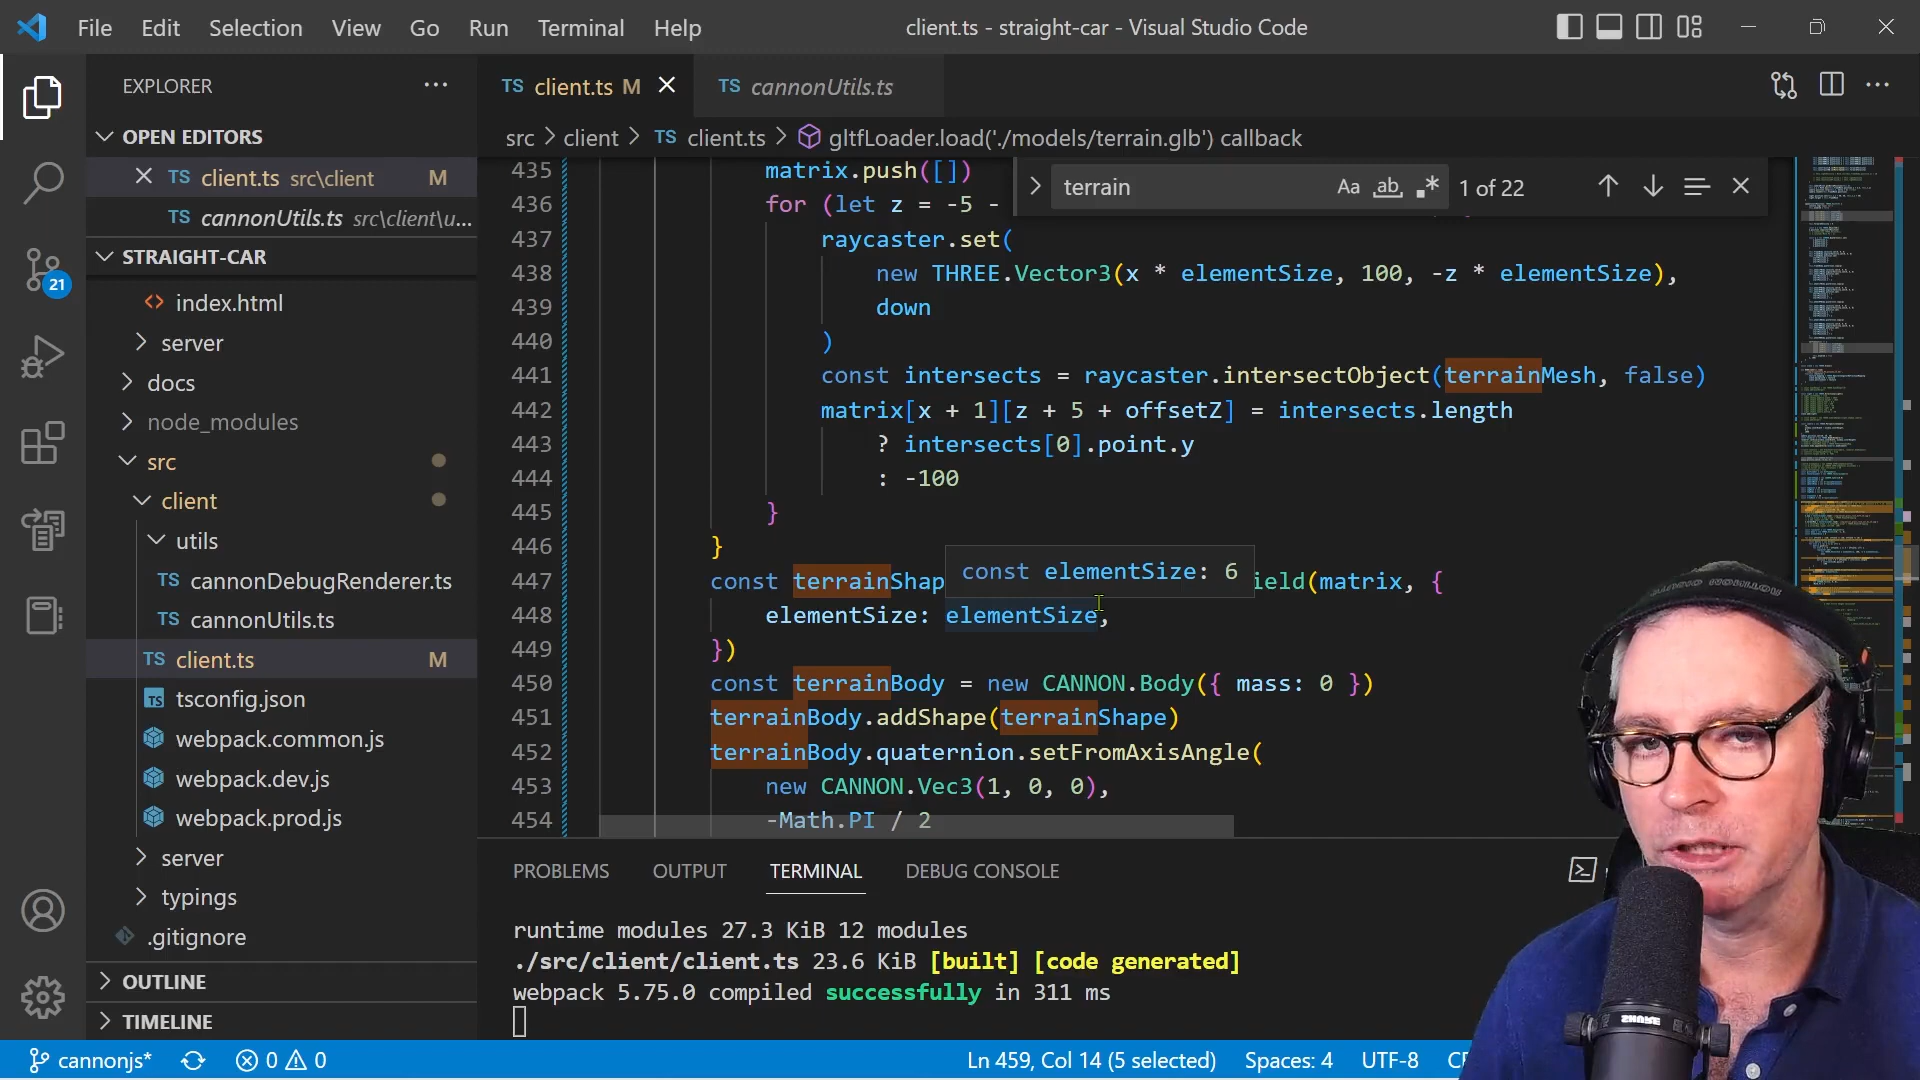 File Edit Selection View Go Run Terminal Help
client.ts - straight-car - Visual Studio Code
EXPLORER
OPEN EDITORS
TS client.ts src\client M
TS cannonUtils.ts src\client\u...
STRAIGHT-CAR
<> index.html
server
docs
node_modules
src
client
utils
TS cannonDebugRenderer.ts
TS cannonUtils.ts
TS client.ts M
TS tsconfig.json
webpack.common.js
webpack.dev.js
webpack.prod.js
server
typings
.gitignore
OUTLINE
TIMELINE
21
TS client.ts M
TS cannonUtils.ts
src > client > TS client.ts > gltfLoader.load('./models/terrain.glb') callback
terrain Aa ab 1 of 22
435 matrix.push([])
436 for (let z = -5 -
437 raycaster.set(
438 new THREE.Vector3(x * elementSize, 100, -z * elementSize),
439 down
440 )
441 const intersects = raycaster.intersectObject(terrainMesh, false)
442 matrix[x + 1][z + 5 + offsetZ] = intersects.length
443 ? intersects[0].point.y
444 : -100
445 }
446 }
const elementSize: 6
447 const terrainShap ield(matrix, {
448 elementSize: elementSize,
449 })
450 const terrainBody = new CANNON.Body({ mass: 0 })
451 terrainBody.addShape(terrainShape)
452 terrainBody.quaternion.setFromAxisAngle(
453 new CANNON.Vec3(1, 0, 0),
454 -Math.PI / 2
PROBLEMS OUTPUT TERMINAL DEBUG CONSOLE
runtime modules 27.3 KiB 12 modules
./src/client/client.ts 23.6 KiB [built] [code generated]
webpack 5.75.0 compiled successfully in 311 ms
cannonjs* 0 0
Ln 459, Col 14 (5 selected) Spaces: 4 UTF-8
SHURE